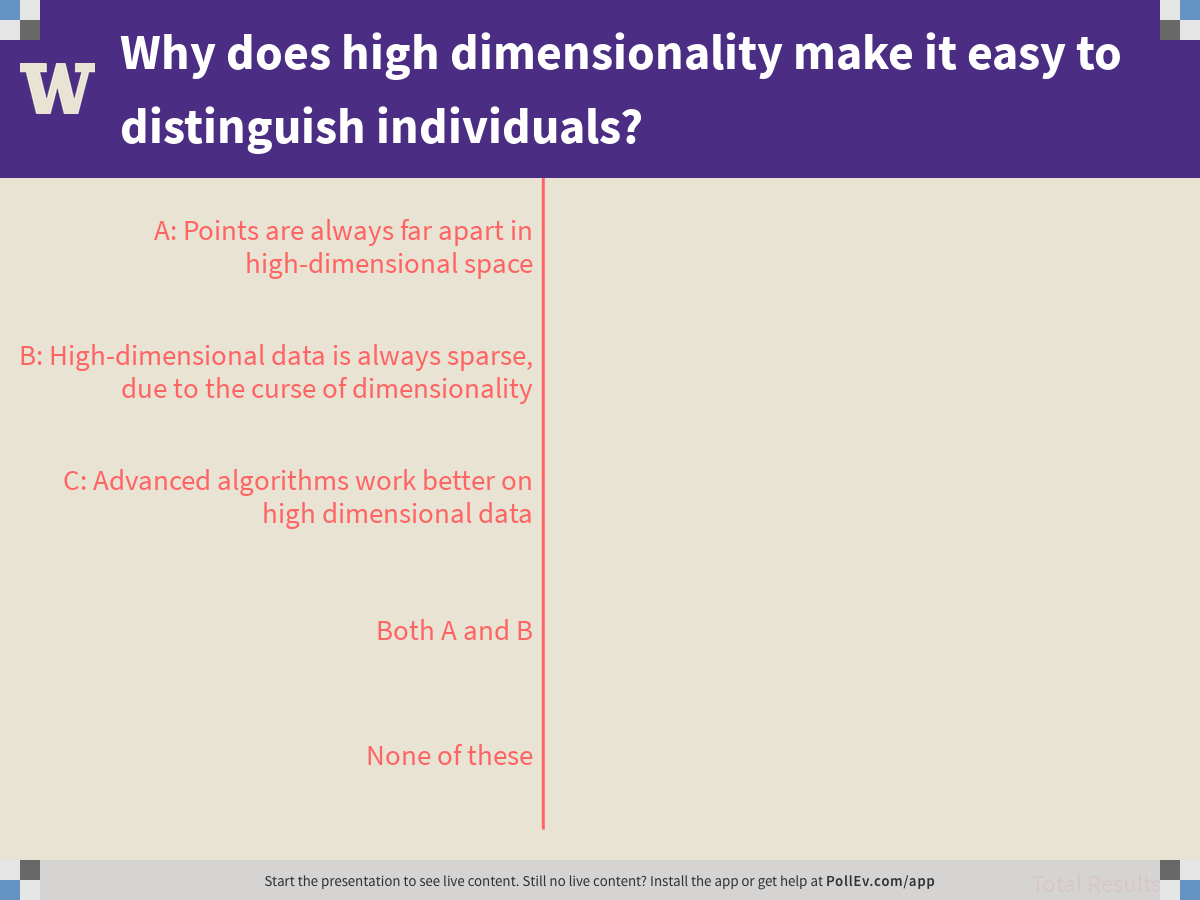 W
Why does high dimensionality make it easy to
distinguish individuals?
A: Points are always far apart in
high-dimensional space
B: High-dimensional data is always sparse,
due to the curse of dimensionality
C: Advanced algorithms work better on
high dimensional data
Both A and B
None of these
Start the presentation to see live content. Still no live content? Install the app or get help at PollEv.com/app
Total Results